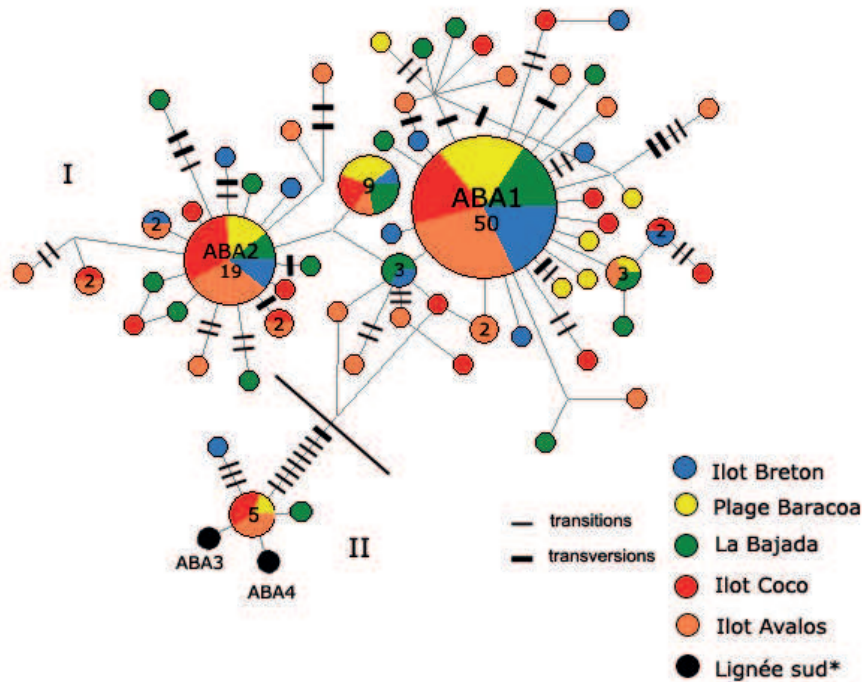 I
ABA1
50
9
ABA2
19
2
2
2
3
2
3
2
5
II
ABA3
ABA4
transitions
transversions
Ilot Breton
Plage Baracoa
La Bajada
Ilot Coco
Ilot Avalos
Lignée sud*